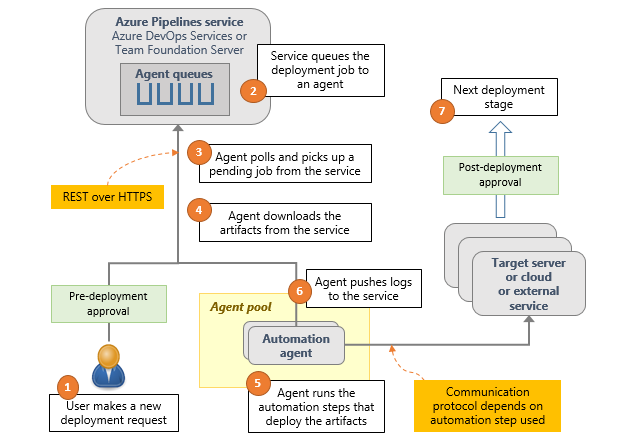 Azure Pipelines service
Azure DevOps Services or
Team Foundation Server
Agent queues
2
Service queues the
deployment job to
an agent
7
Next deployment
stage
3
Agent polls and picks up a
pending job from the service
Post-deployment
approval
REST over HTTPS
4
Agent downloads the
artifacts from the service
Target server
or cloud
or external
service
6
Agent pushes logs
to the service
Pre-deployment
approval
Agent pool
Automation
agent
1
User makes a new
deployment request
5
Agent runs the
automation steps that
deploy the artifacts
Communication
protocol depends on
automation step used